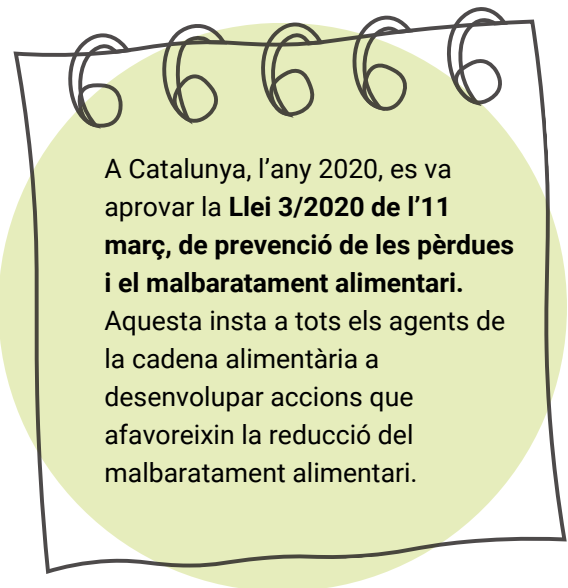 A Catalunya, l’any 2020, es va
aprovar la Llei 3/2020 de l’11
març, de prevenció de les pèrdues
i el malbaratament alimentari.
Aquesta insta a tots els agents de
la cadena alimentària a
desenvolupar accions que
afavoreixin la reducció del
malbaratament alimentari.